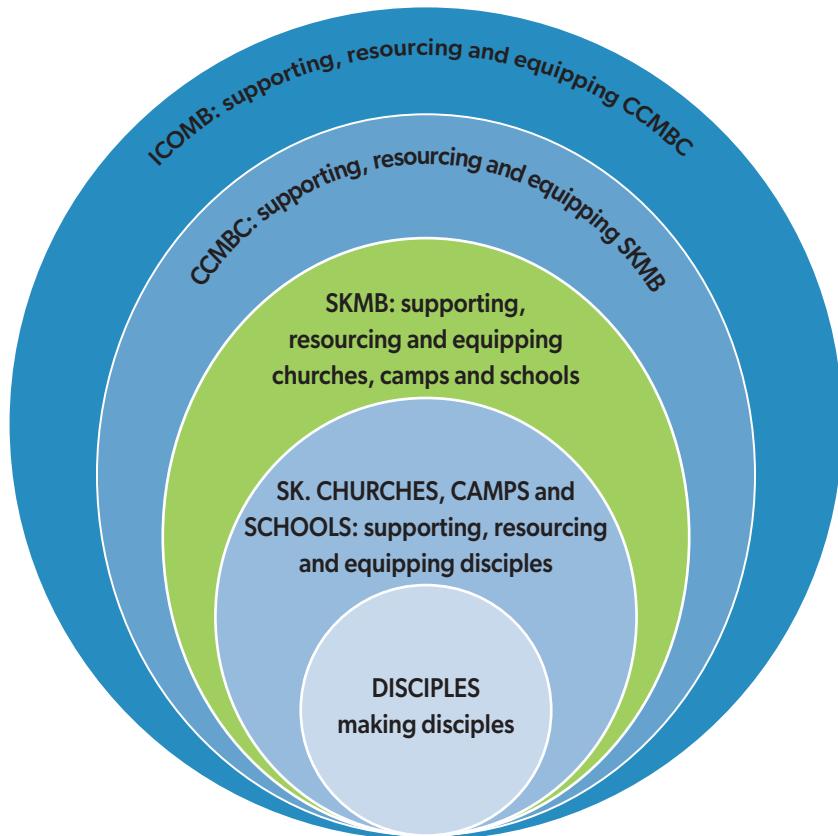 ICOMB: supporting, resourcing and equipping CCMBC
CCMBC: supporting, resourcing and equipping SKMB
SKMB: supporting,
resourcing and equipping
churches, camps and schools
SK. CHURCHES, CAMPS and
SCHOOLS: supporting, resourcing
and equipping disciples
DISCIPLES
making disciples